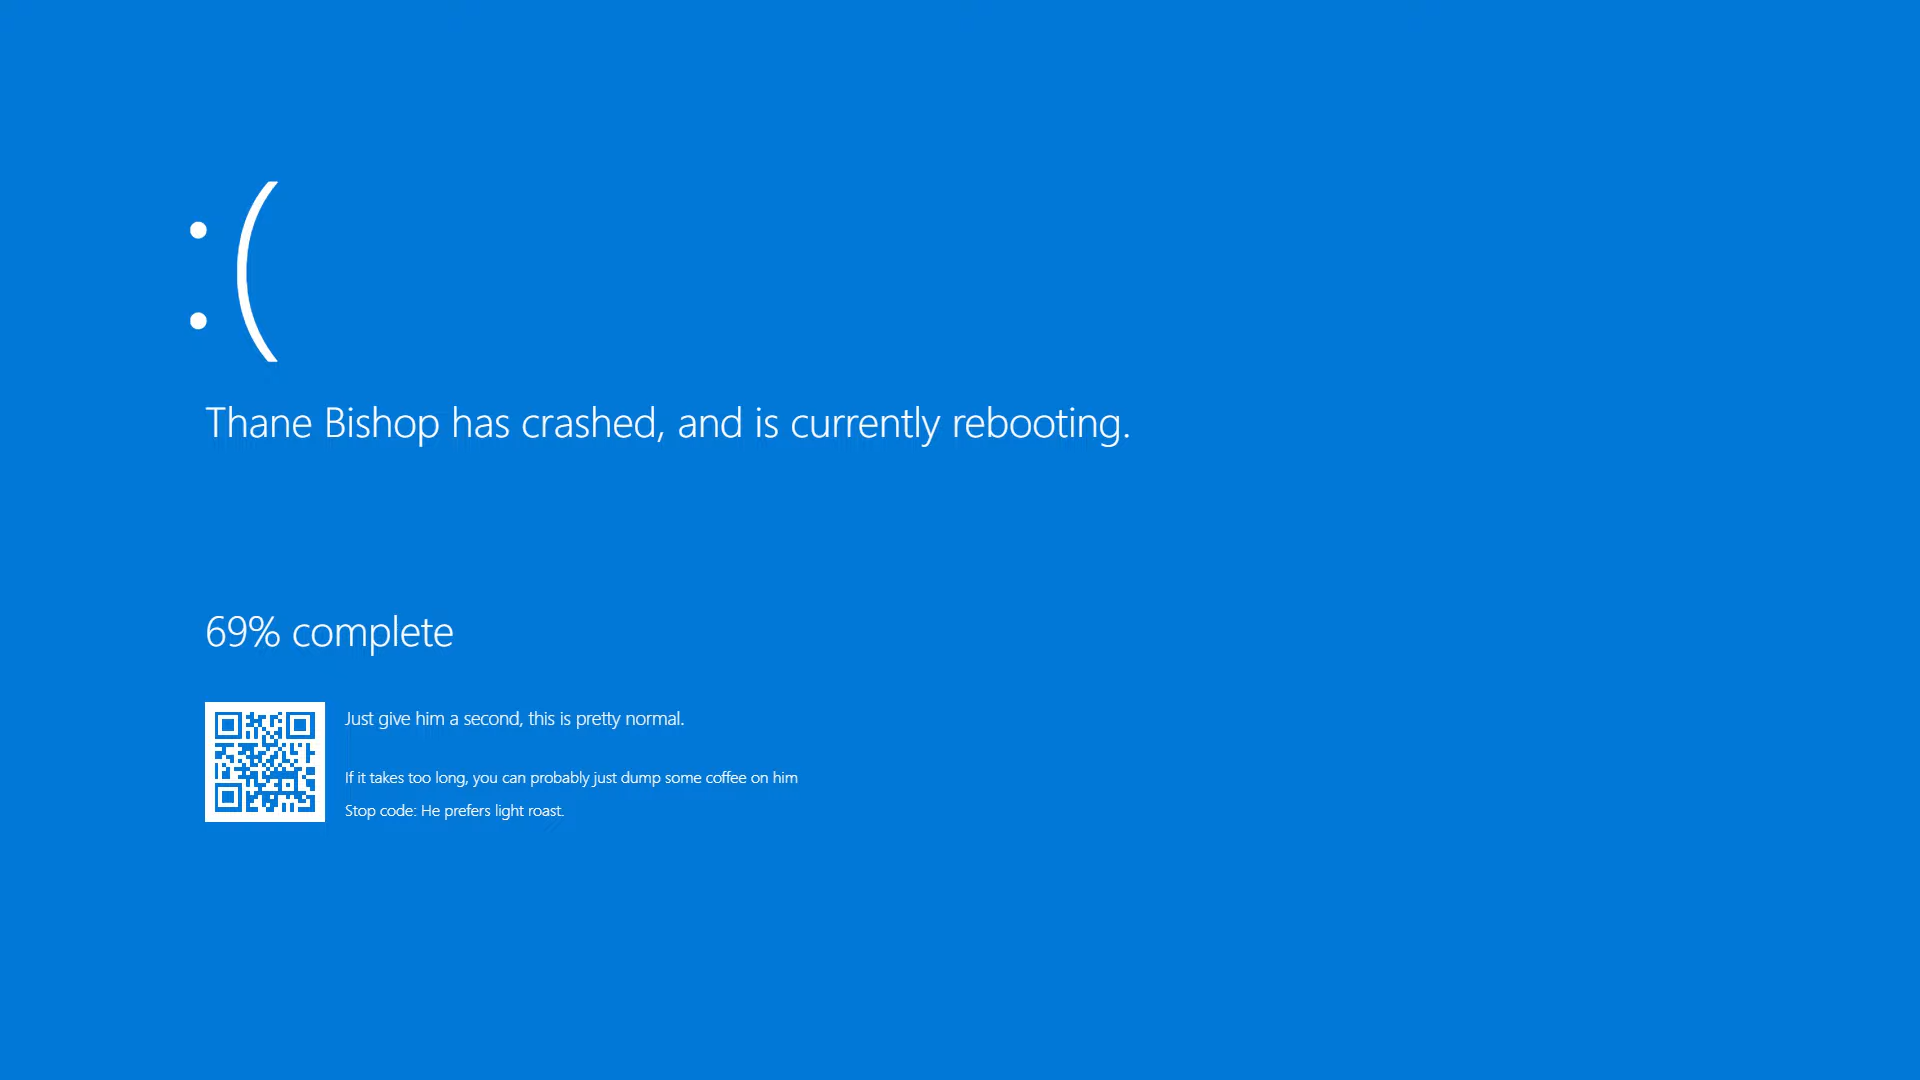 :(
Thane Bishop has crashed, and is currently rebooting.
69% complete
Just give him a second, this is pretty normal.
If it takes too long, you can probably just dump some coffee on him
Stop code: He prefers light roast.